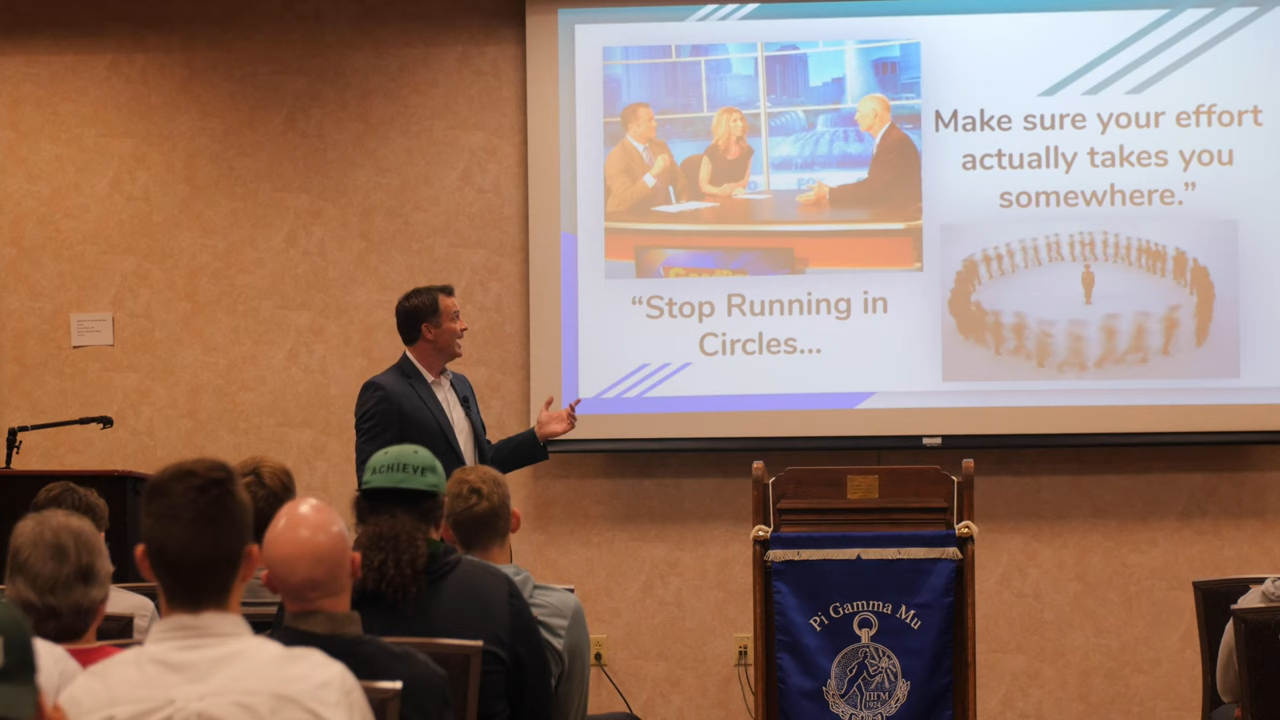 Make sure your effort
actually takes you
somewhere.”
“Stop Running in
Circles...
ACHIEVE
Pi Gamma Mu
ΠΓΜ
1924